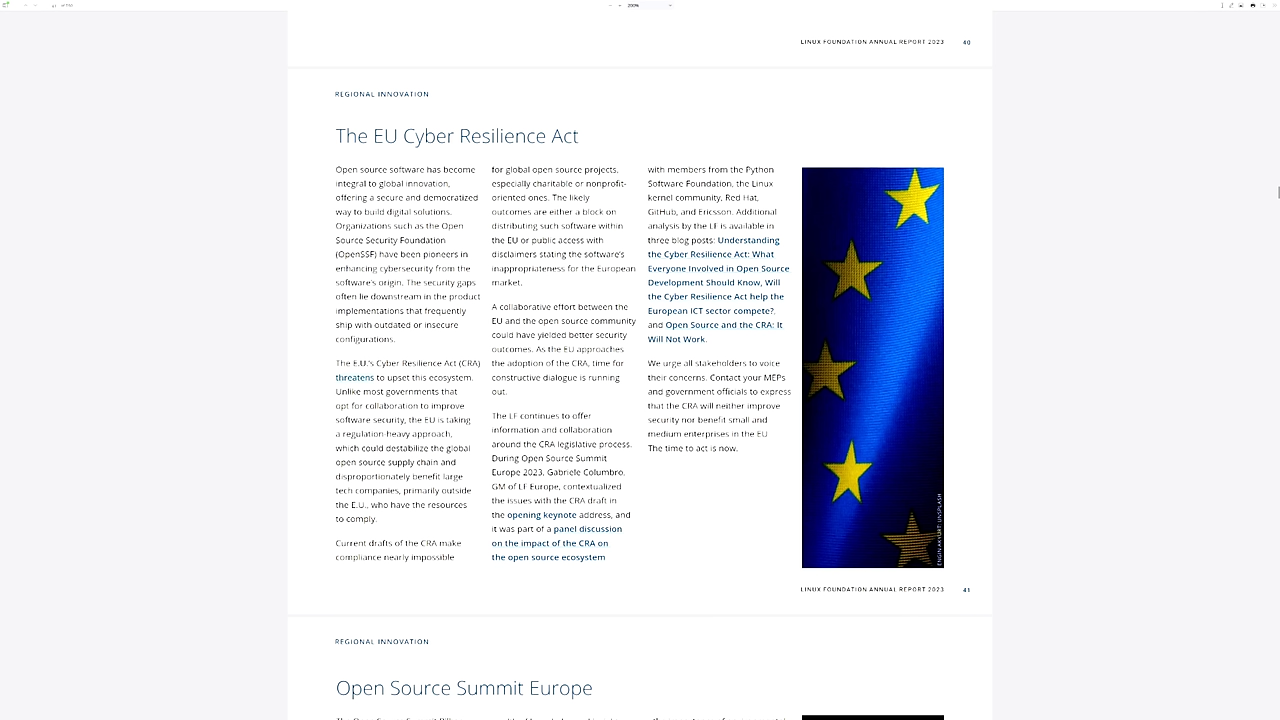 200%
LINUX FOUNDATION ANNUAL REPORT 2023 40
REGIONAL INNOVATION
The EU Cyber Resilience Act
Open source software has become
integral to global innovation,
offering a secure and democratized
way to build digital solutions.
Organizations such as the Open
Source Security Foundation
(OpenSSF) have been pioneers in
enhancing cybersecurity from the
software's origin. The security gaps
often lie downstream in the product
implementations that frequently
ship with outdated or insecure
configurations.
The E.U.'s Cyber Resilience Act (CRA)
threatens to upset this ecosystem.
Unlike most governments that
opt for collaboration to improve
software security, the EU is taking
a regulation-heavy approach,
which could destabilize the global
open source supply chain and
disproportionately benefit large
tech companies, primarily outside
the E.U., who have the resources
to comply.
Current drafts of the CRA make
compliance nearly impossible
for global open source projects,
especially charitable or nonprofit-
oriented ones. The likely
outcomes are either a block on
distributing such software within
the EU or public access with
disclaimers stating the software's
inappropriateness for the European
market.
A collaborative effort between the
EU and the open source community
could have yielded better security
outcomes. As the EU approaches
the adoption of the CRA, time for
constructive dialogue is running
out.
The LF continues to offer
information and collaboration
around the CRA legislative process.
During Open Source Summit
Europe 2023, Gabriele Columbro,
GM of LF Europe, contextualized
the issues with the CRA draft in
the opening keynote address, and
it was part of a panel discussion
on the impact of the CRA on
the open source ecosystem
with members from the Python
Software Foundation, the Linux
kernel community, Red Hat,
GitHub, and Ericsson. Additional
analysis by the LF is available in
three blog posts: Understanding
the Cyber Resilience Act: What
Everyone Involved in Open Source
Development Should Know, Will
the Cyber Resilience Act help the
European ICT sector compete?,
and Open Source and the CRA: It
Will Not Work.
We urge all stakeholders to voice
their concerns. Contact your MEPs
and government officials to express
that the CRA will neither improve
security nor benefit small and
medium enterprises in the EU
The time to act is now.
ENGIN AKYURT, UNSPLASH
LINUX FOUNDATION ANNUAL REPORT 2023 41
REGIONAL INNOVATION
Open Source Summit Europe